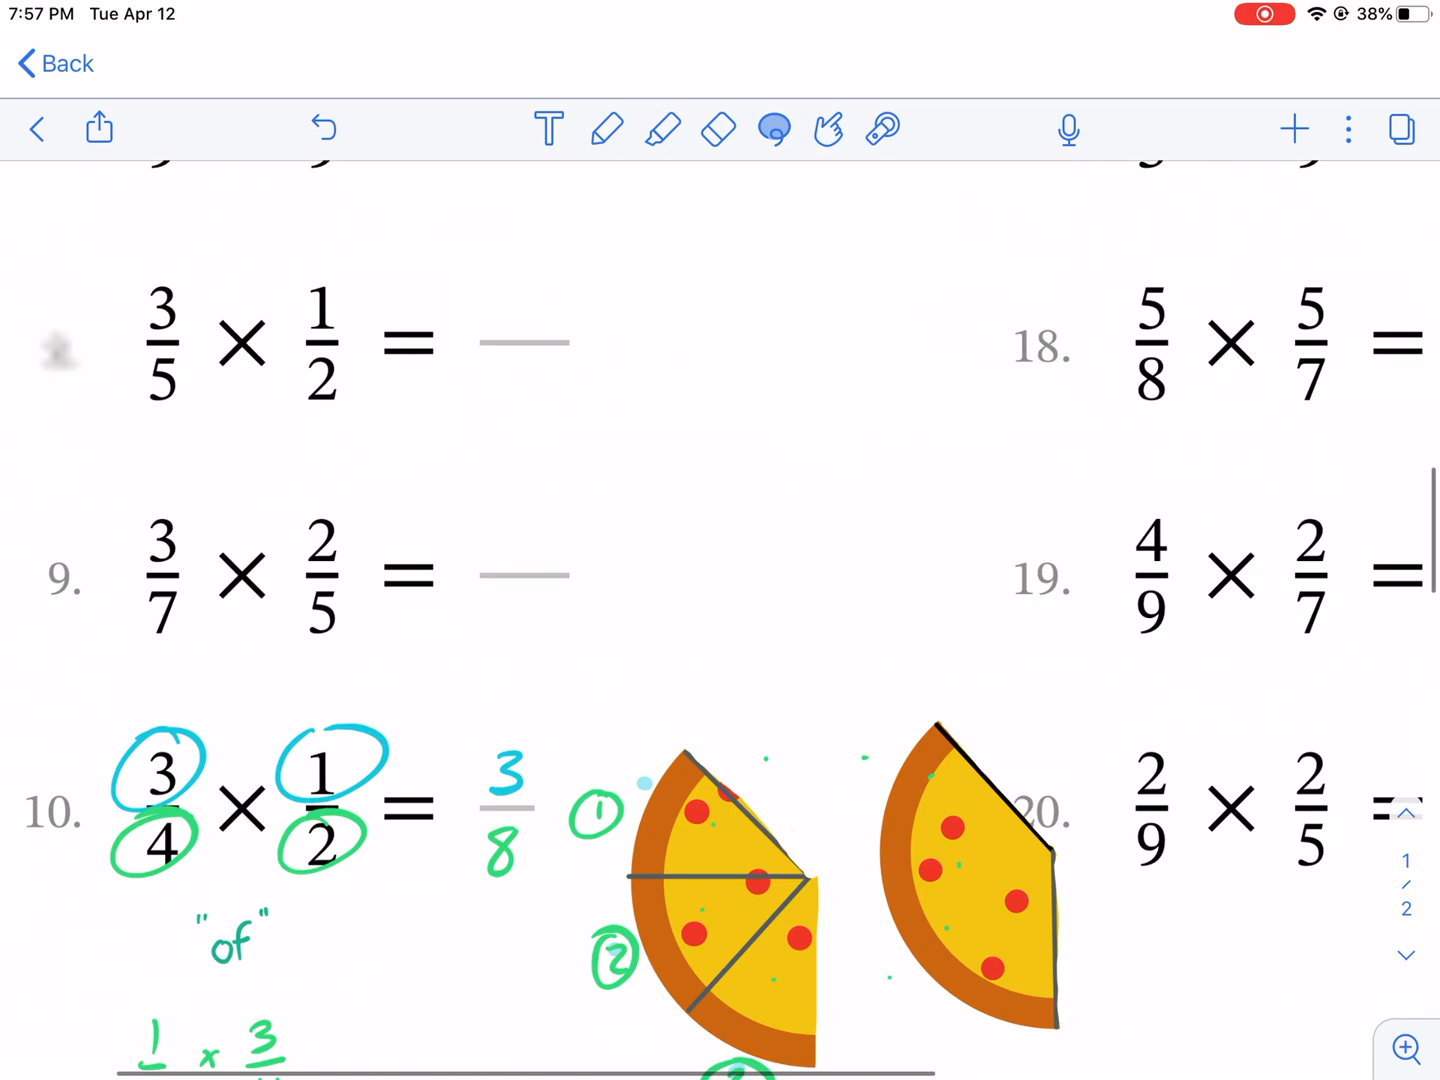 7:57 PM Tue Apr 12 38%
Back
3/5 × 1/2 =
18. 5/8 × 5/7 =
9. 3/7 × 2/5 =
19. 4/9 × 2/7 =
10. 3/4 × 1/2 = 3/8
20. 2/9 × 2/5 =
1
2
"of"
1 × 3
1
/
2